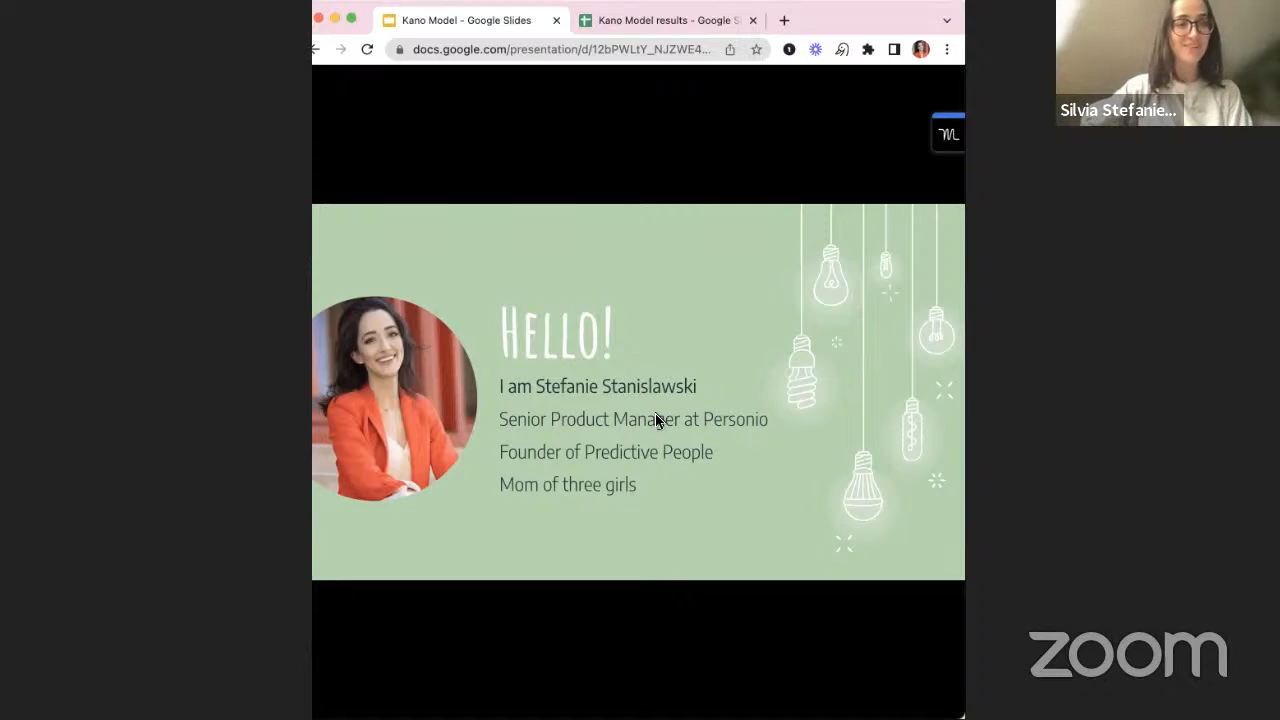 Kano Model - Google Slides
Kano Model results - Google S
docs.google.com/presentation/d/12bPWLtY_NJZWE4...
Silvia Stefanie...
HELLO!
I am Stefanie Stanislawski
Senior Product Manager at Personio
Founder of Predictive People
Mom of three girls
zoom